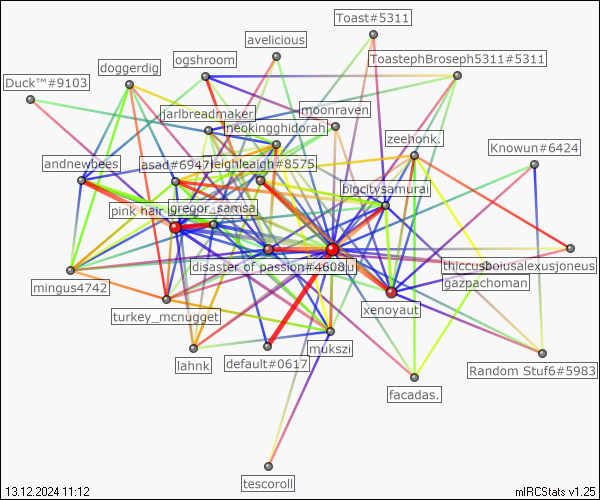 Toast#5311
avelicious
ogshroom
ToastephBroseph5311#5311
doggerdig
Duck™#9103
moonraven
jarlbreadmaker
neokingghidorah
zeehonk.
Knowun#6424
andnewbees
asad#6947
leighleigh#8575
bigcitysamurai
pink hair
gregor_samsa
disaster of passion#4608
thiccusboiusalexusjoneus
gazpachoman
mingus4742
turkey_mcnugget
xenoyaut
mukszi
lahnk
default#0617
Random Stuf6#5983
facadas.
tescoroll
13.12.2024 11:12
mIRCStats v1.25